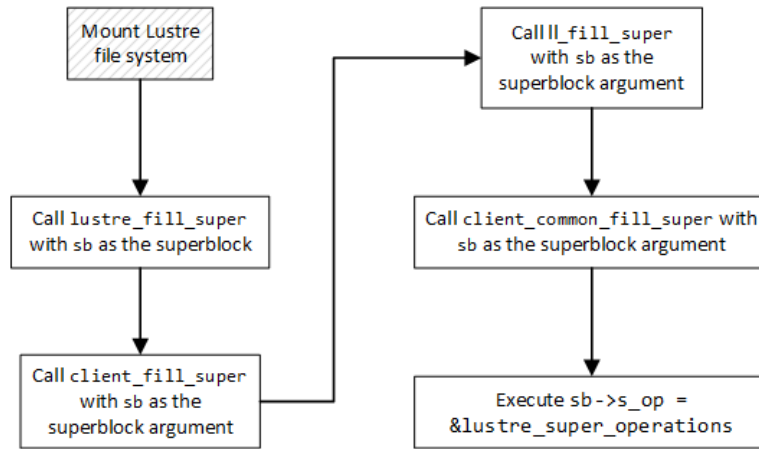 Mount Lustre
file system
Call lustre_fill_super
with sb as the superblock
Call client_fill_super
with sb as the
superblock argument
Call ll_fill_super
with sb as the
superblock argument
Call client_common_fill_super with
sb as the superblock argument
Execute sb->s_op =
&lustre_super_operations